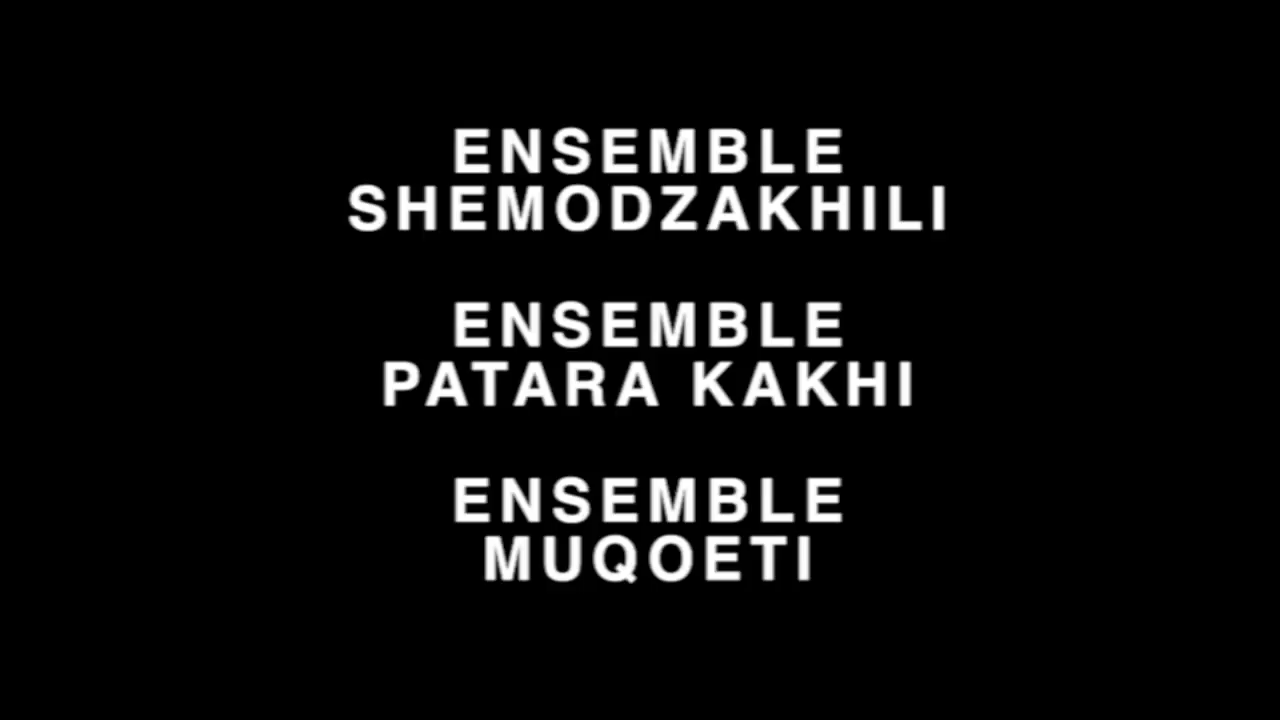 ENSEMBLE
SHEMODZAKHILI
ENSEMBLE
PATARA KAKHI
ENSEMBLE
MUQOETI